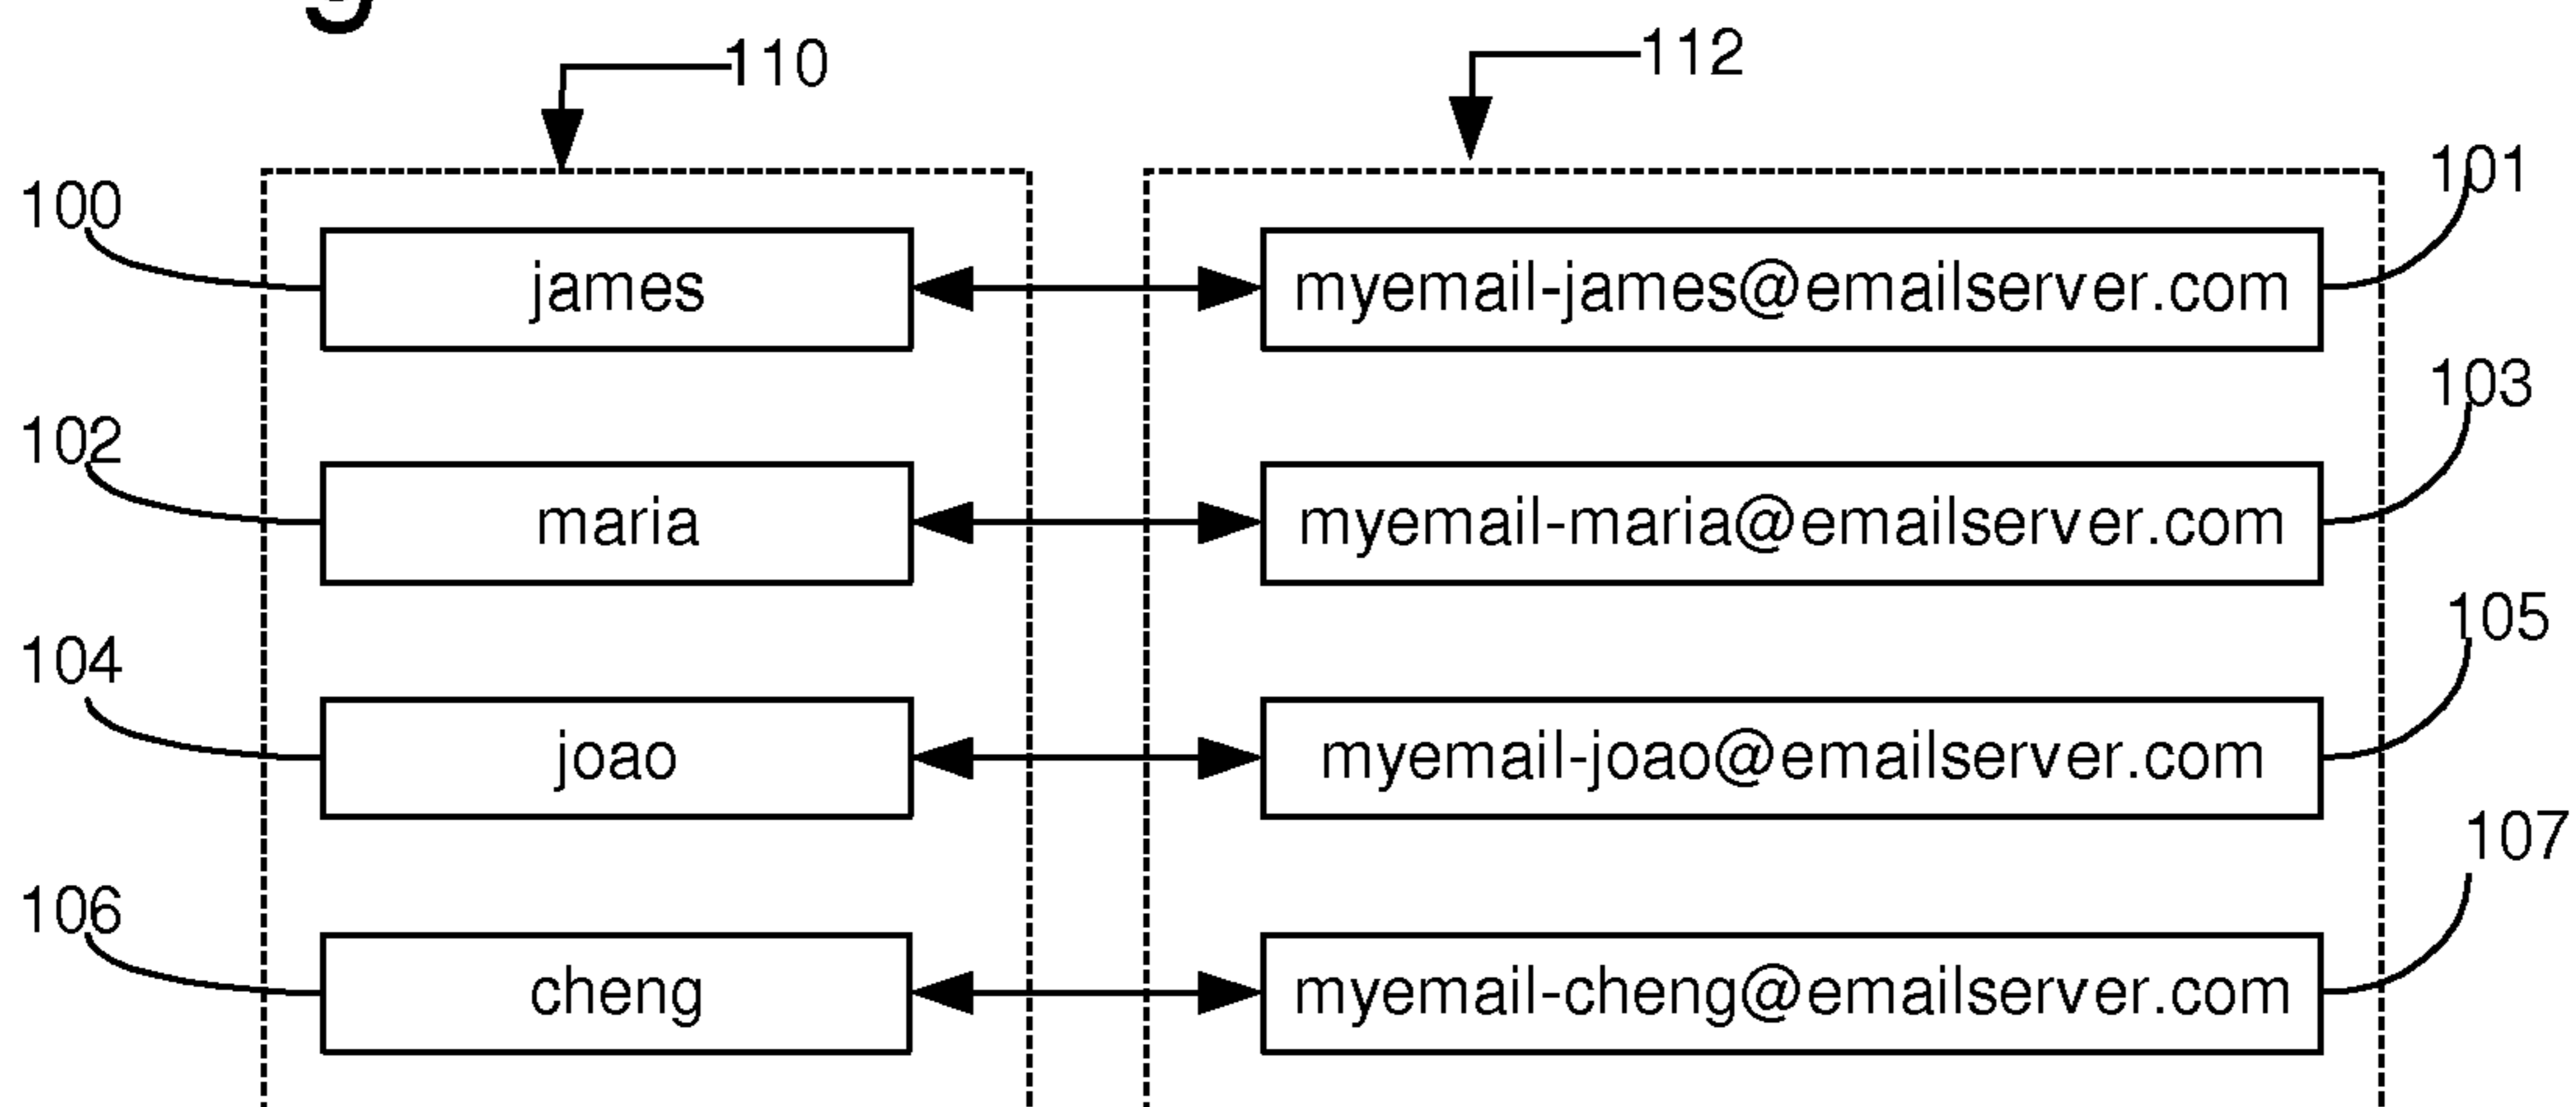 110
112
100
101
james
myemail-james@emailserver.com
102
103
maria
myemail-maria@emailserver.com
104
105
joao
myemail-joao@emailserver.com
106
107
cheng
myemail-cheng@emailserver.com